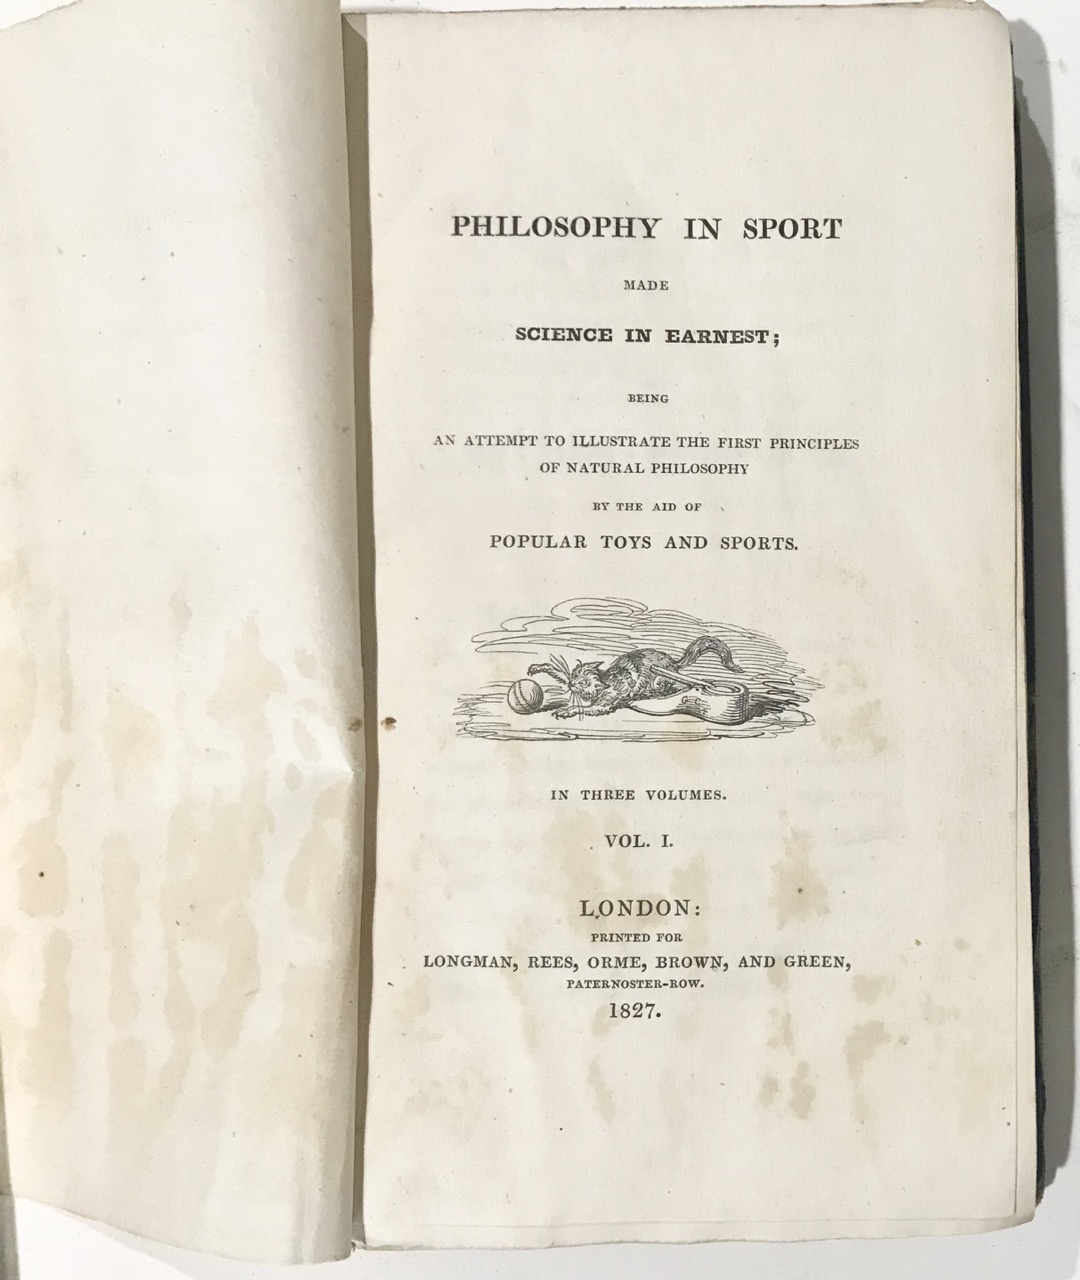 PHILOSOPHY IN SPORT
MADE
SCIENCE IN EARNEST;
BEING
AN ATTEMPT TO ILLUSTRATE THE FIRST PRINCIPLES
OF NATURAL PHILOSOPHY
BY THE AID OF
POPULAR TOYS AND SPORTS.
IN THREE VOLUMES.
VOL. I.
LONDON:
PRINTED FOR
LONGMAN, REES, ORME, BROWN, AND GREEN,
PATERNOSTER-ROW.
1827.